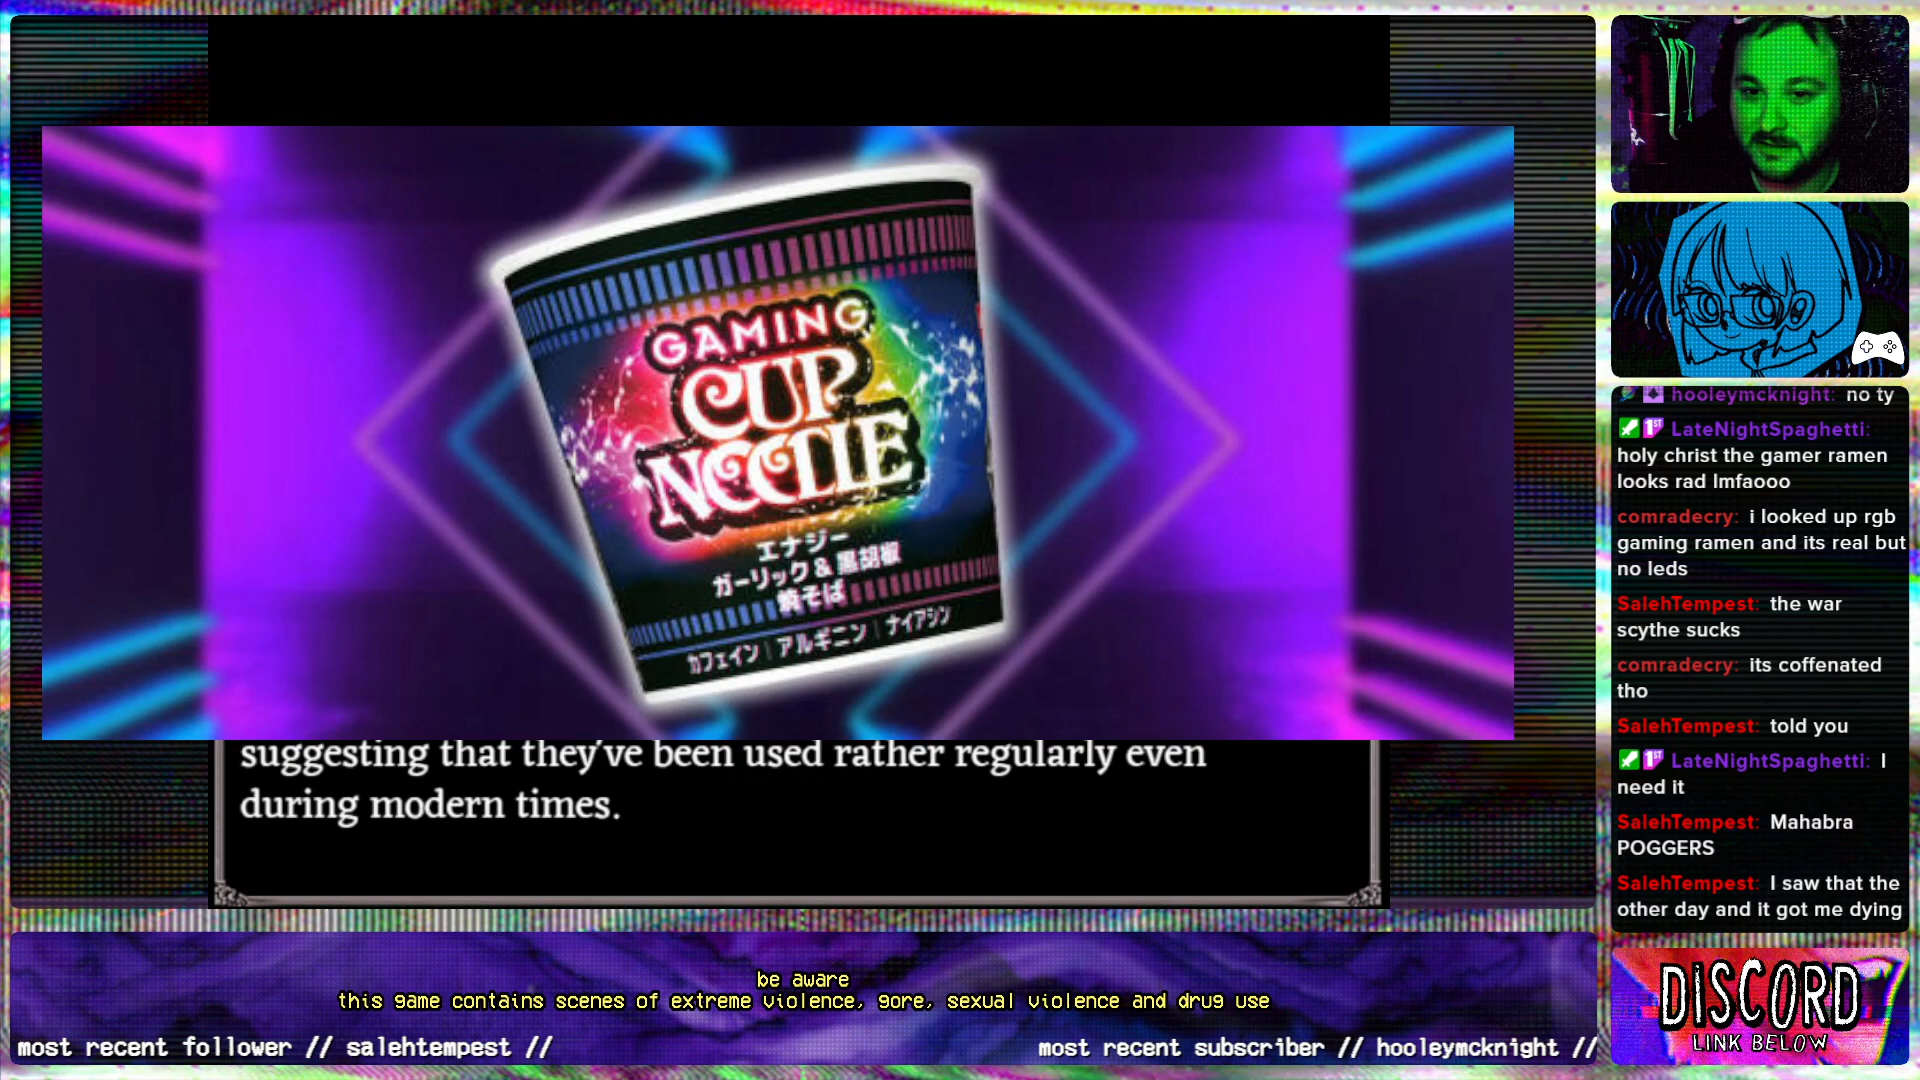 GAMING
CUP
NOODLE
エナジー
ガーリック&黒胡椒
焼そば
カフェイン | アルギニン | ナイアシン
suggesting that they've been used rather regularly even
during modern times.
hooleymcknight: no ty
LateNightSpaghetti:
holy christ the gamer ramen
looks rad lmfaooo
comradecry: i looked up rgb
gaming ramen and its real but
no leds
SalehTempest: the war
scythe sucks
comradecry: its coffenated
tho
SalehTempest: told you
LateNightSpaghetti: I
need it
SalehTempest: Mahabra
POGGERS
SalehTempest: I saw that the
other day and it got me dying
be aware
this game contains scenes of extreme violence, gore, sexual violence and drug use
most recent follower // salehtempest //
most recent subscriber // hooleymcknight //
DISCORD
LINK BELOW